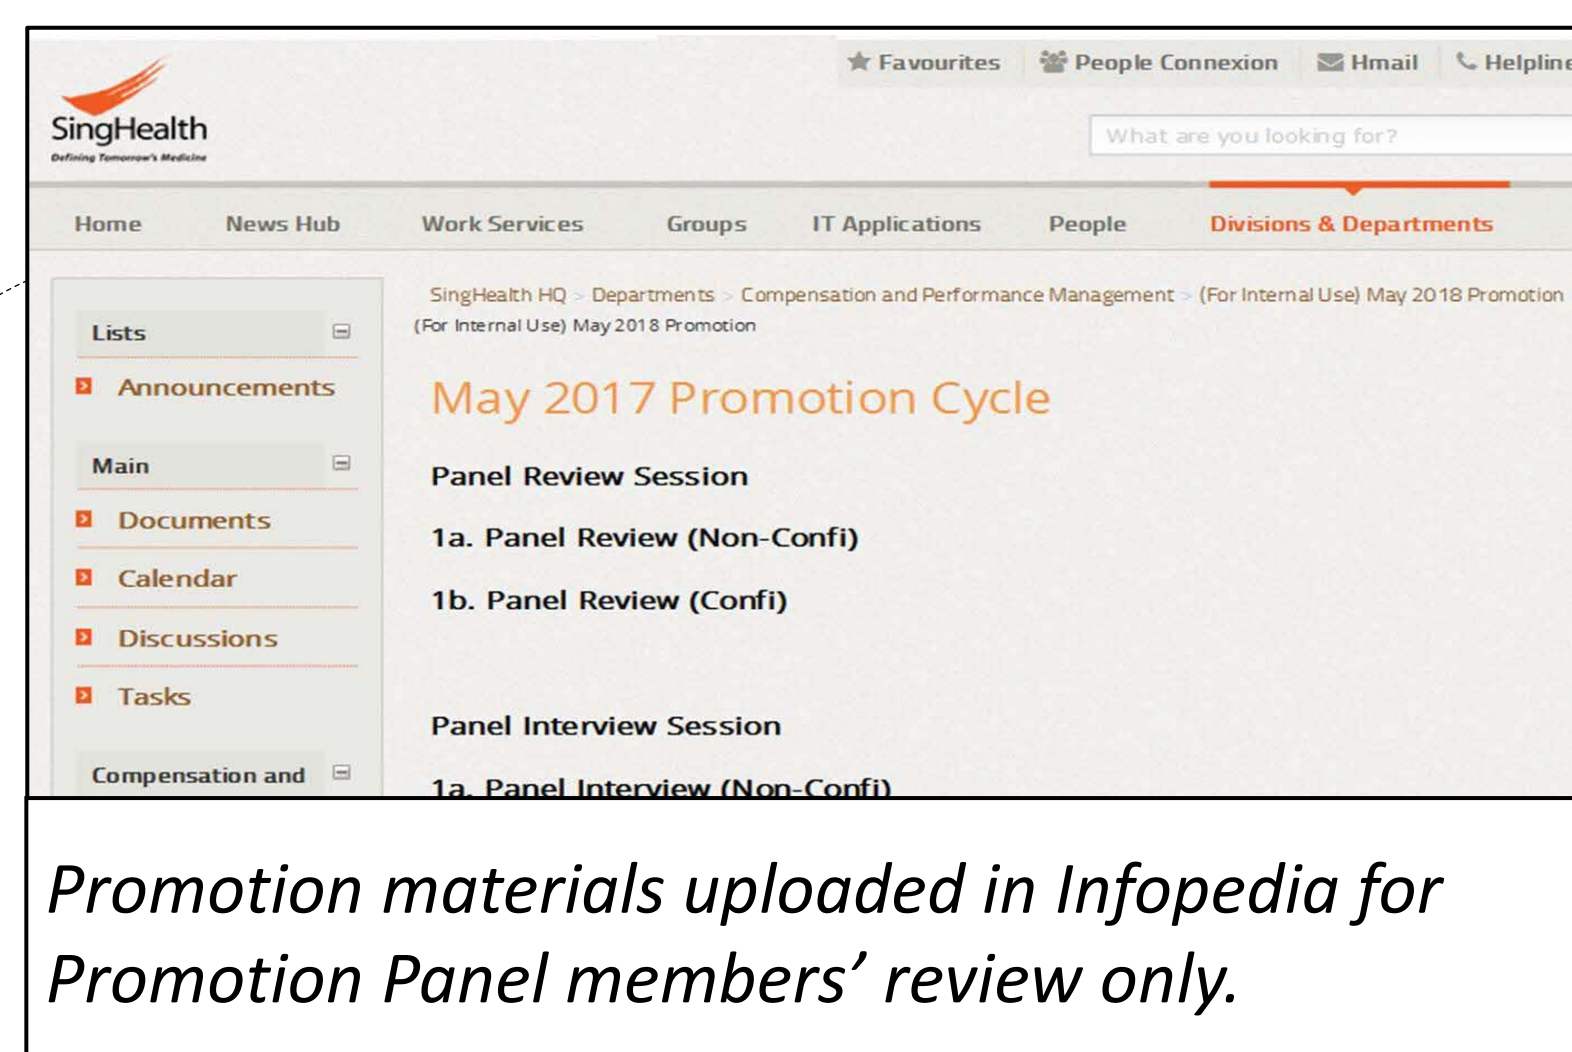 Favourites People Connexion Hmail Helpline
SingHealth
Defining Tomorrow's Medicine
What are you looking for?
Home News Hub Work Services Groups IT Applications People Divisions & Departments
SingHealth HQ > Departments > Compensation and Performance Management > (For Internal Use) May 2018 Promotion
(For Internal Use) May 2018 Promotion
Lists
Announcements
Main
Documents
Calendar
Discussions
Tasks
Compensation and
May 2017 Promotion Cycle
Panel Review Session
1a. Panel Review (Non-Confi)
1b. Panel Review (Confi)
Panel Interview Session
1a. Panel Interview (Non-Confi)
Promotion materials uploaded in Infopedia for
Promotion Panel members’ review only.